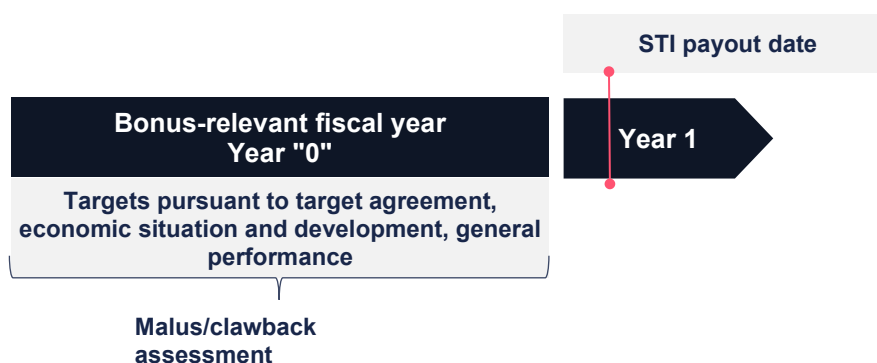 STI payout date
Bonus-relevant fiscal year
Year "0"
Year 1
Targets pursuant to target agreement,
economic situation and development, general
performance
Malus/clawback
assessment